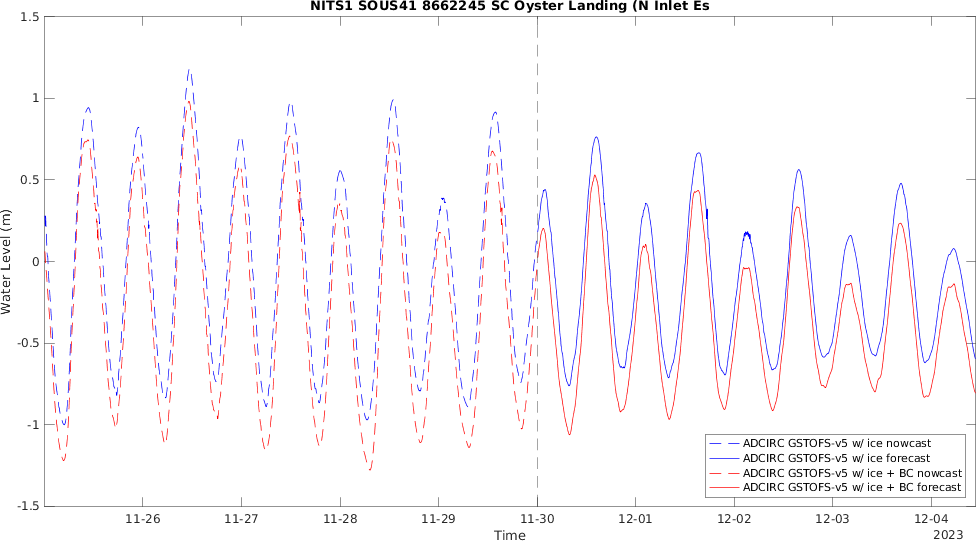 NITS1 SOUS41 8662245 SC Oyster Landing (N Inlet Es
1.5
1
0.5
0
-0.5
-1
-1.5
Water Level (m)
11-26
11-27
11-28
11-29
11-30
12-01
12-02
12-03
12-04
Time
2023
ADCIRC GSTOFS-v5 w/ ice nowcast
ADCIRC GSTOFS-v5 w/ ice forecast
ADCIRC GSTOFS-v5 w/ ice + BC nowcast
ADCIRC GSTOFS-v5 w/ ice + BC forecast